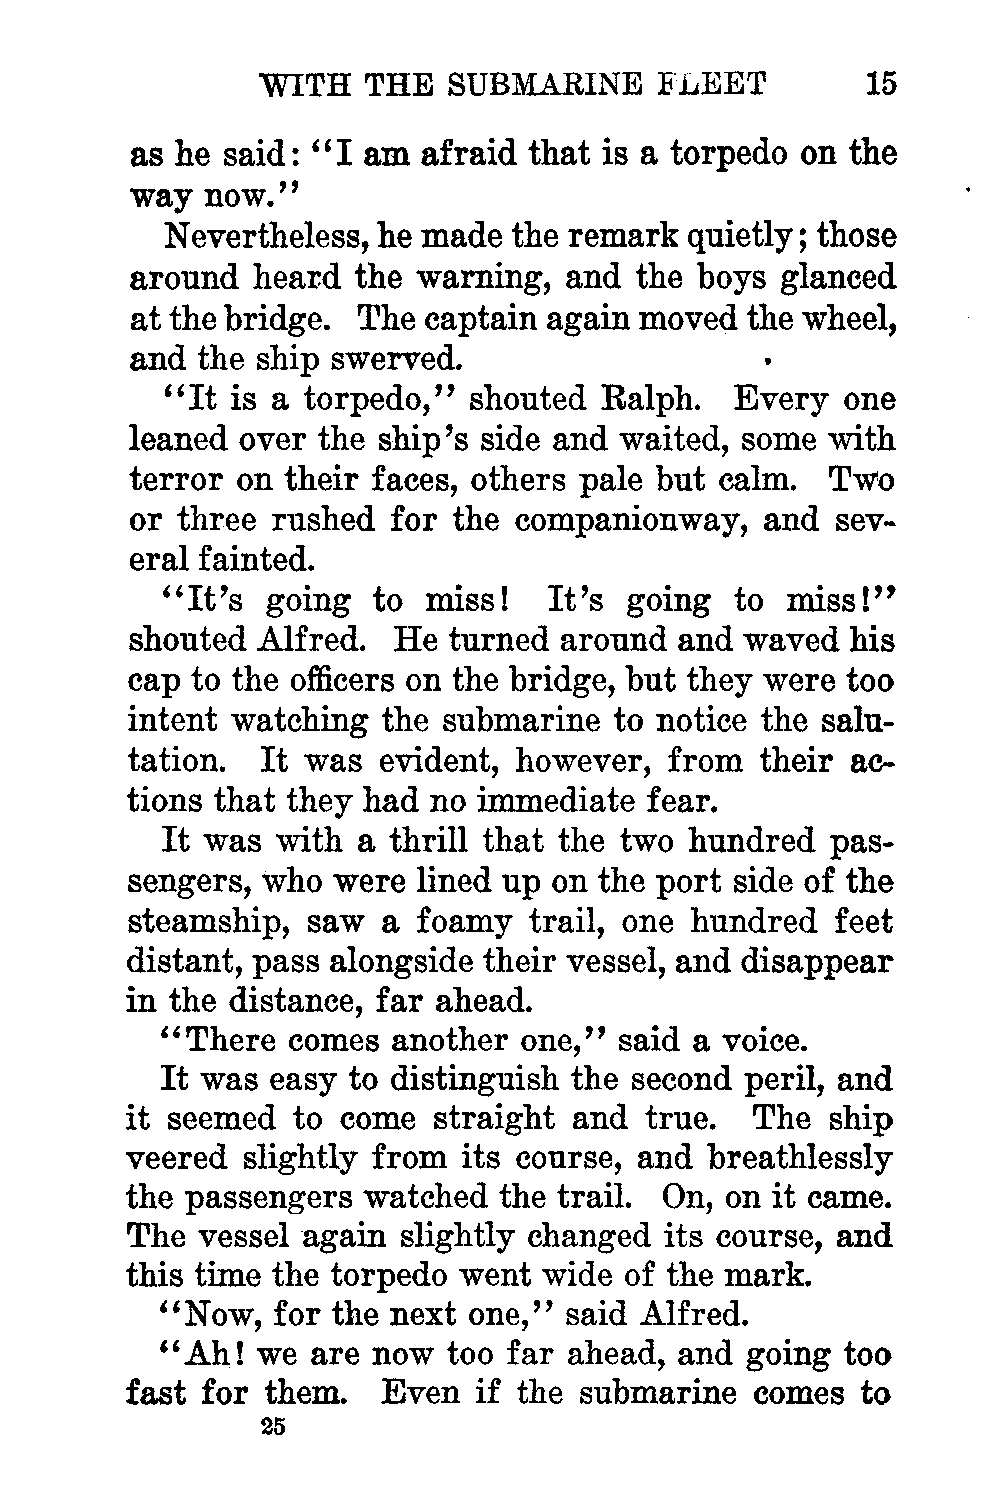 WITH THE SUBMARINE FLEET 15
as he said: "I am afraid that is a torpedo on the
way now."
Nevertheless, he made the remark quietly; those
around heard the warning, and the boys glanced
at the bridge. The captain again moved the wheel,
and the ship swerved.
"It is a torpedo," shouted Ralph. Every one
leaned over the ship's side and waited, some with
terror on their faces, others pale but calm. Two
or three rushed for the companionway, and sev-
eral fainted.
"It's going to miss! It's going to miss!"
shouted Alfred. He turned around and waved his
cap to the officers on the bridge, but they were too
intent watching the submarine to notice the salu-
tation. It was evident, however, from their ac-
tions that they had no immediate fear.
It was with a thrill that the two hundred pas-
sengers, who were lined up on the port side of the
steamship, saw a foamy trail, one hundred feet
distant, pass alongside their vessel, and disappear
in the distance, far ahead.
"There comes another one," said a voice.
It was easy to distinguish the second peril, and
it seemed to come straight and true. The ship
veered slightly from its course, and breathlessly
the passengers watched the trail. On, on it came.
The vessel again slightly changed its course, and
this time the torpedo went wide of the mark.
"Now, for the next one," said Alfred.
"Ah! we are now too far ahead, and going too
fast for them. Even if the submarine comes to
25